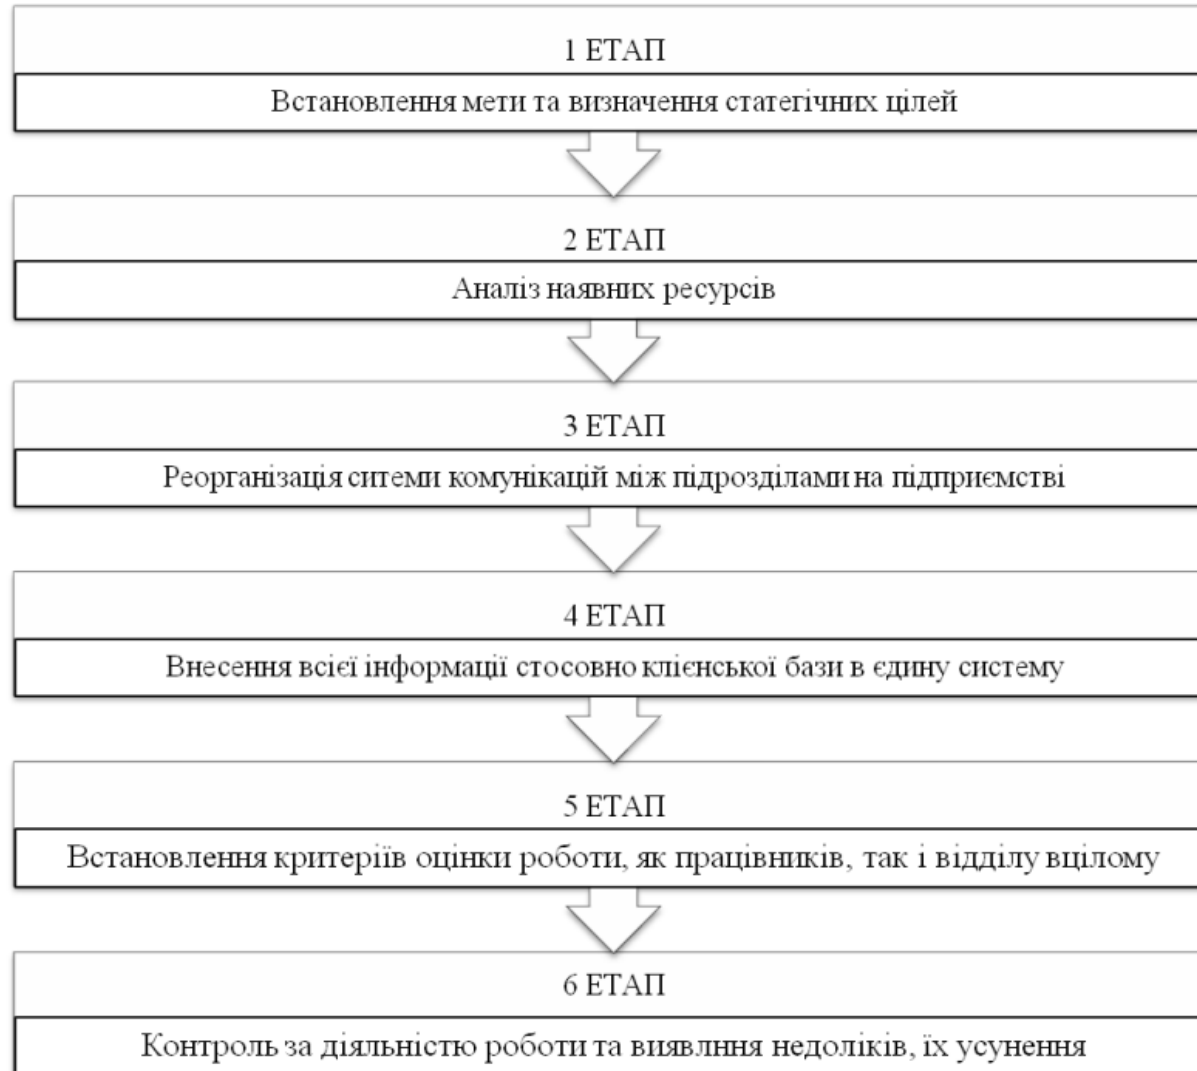 1 ЕТАП
Встановлення мети та визначення статегічних цілей
2 ЕТАП
Аналіз наявних ресурсів
3 ЕТАП
Реорганізація ситеми комунікацій між підрозділами на підприємстві
4 ЕТАП
Внесення всієї інформації стосовно клієнської бази в єдину систему
5 ЕТАП
Встановлення критеріїв оцінки роботи, як працівників, так і відділу вцілому
6 ЕТАП
Контроль за діяльністю роботи та виявлння недоліків, їх усунення